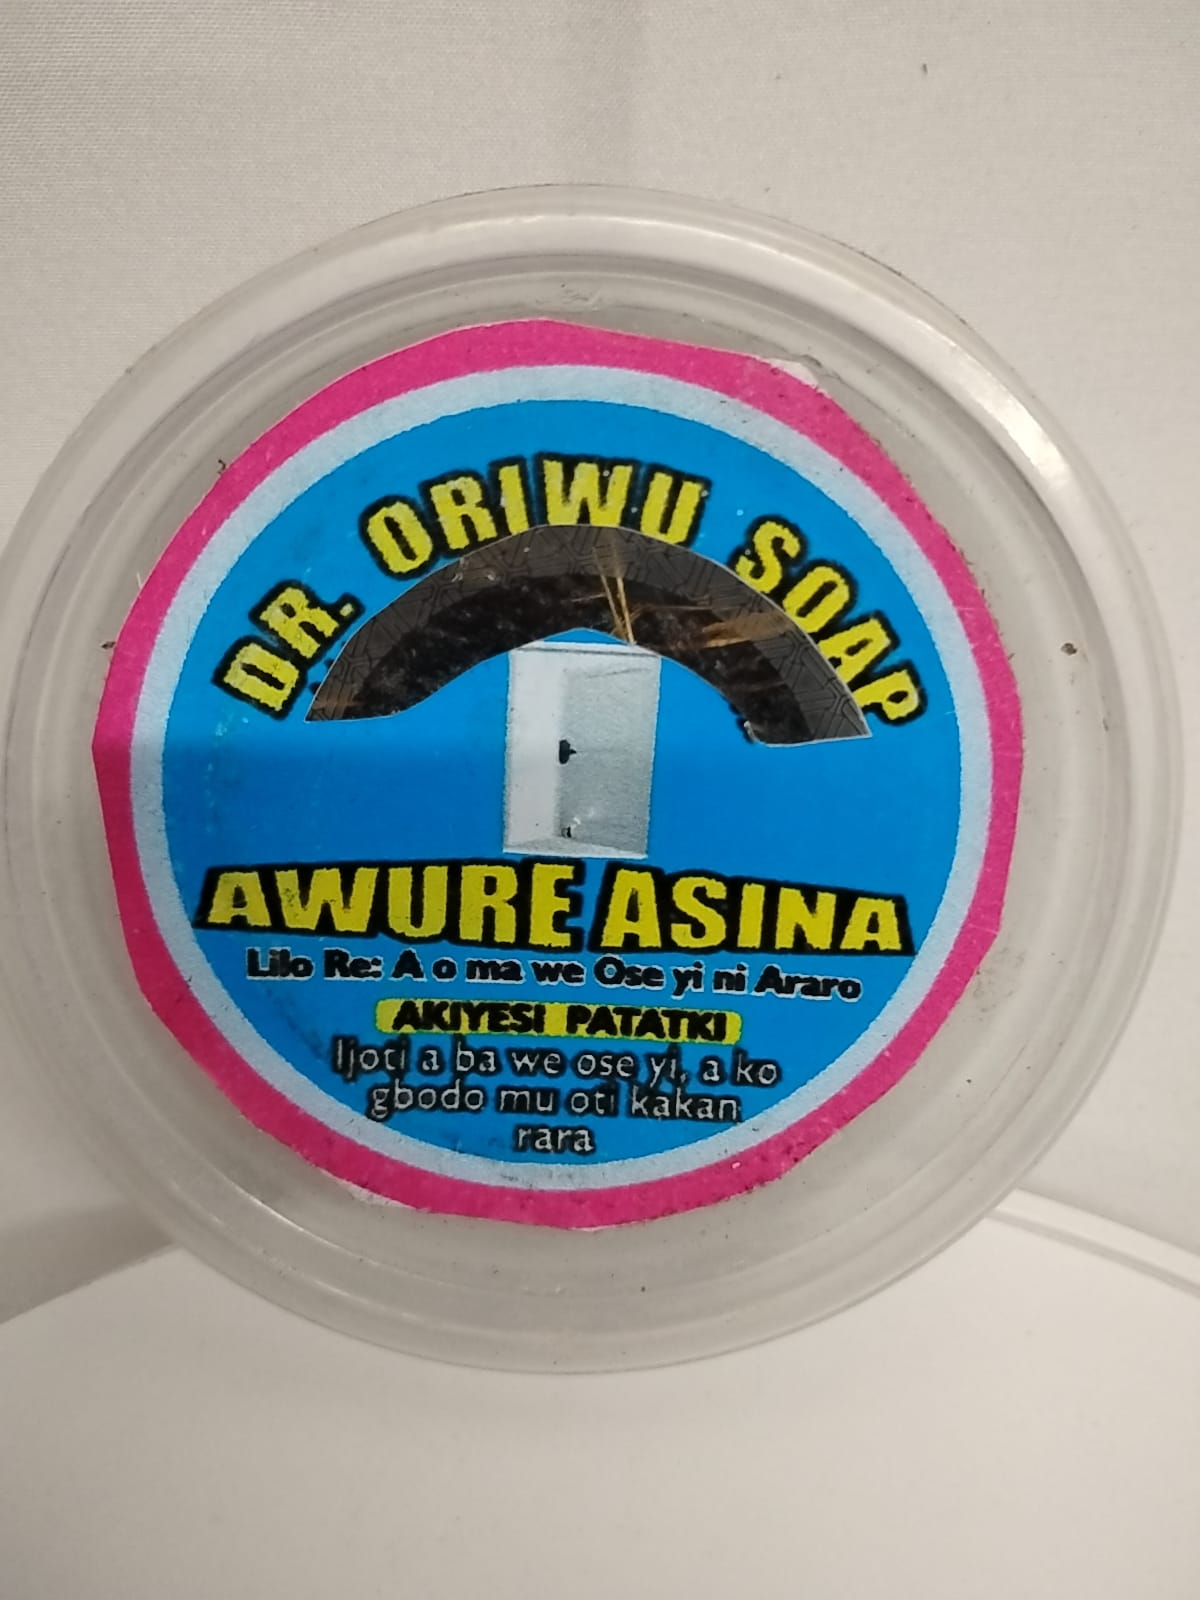 DR. ORIWU SOAP
AWURE ASINA
Lilo Re: A o ma we Ose yi ni Araro
AKIYESI PATATKI
Ijoti a ba we ose yi, a ko
gbodo mu oti kakan
rara